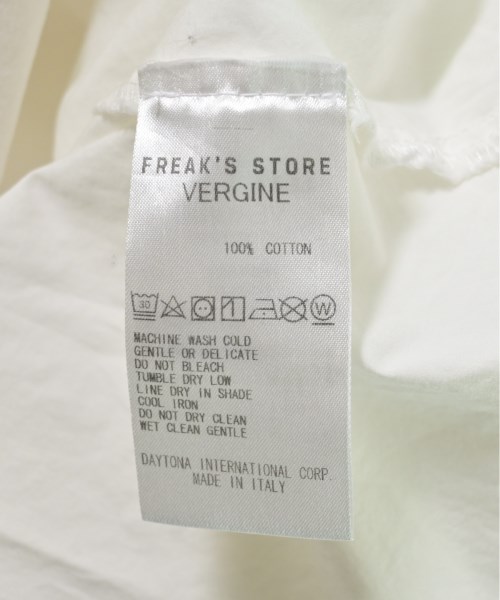 FREAK'S STORE
VERGINE
100% COTTON
30 W
MACHINE WASH COLD
GENTLE OR DELICATE
DO NOT BLEACH
TUMBLE DRY LOW
LINE DRY IN SHADE
COOL IRON
DO NOT DRY CLEAN
WET CLEAN GENTLE
DAYTONA INTERNATIONAL CORP.
MADE IN ITALY